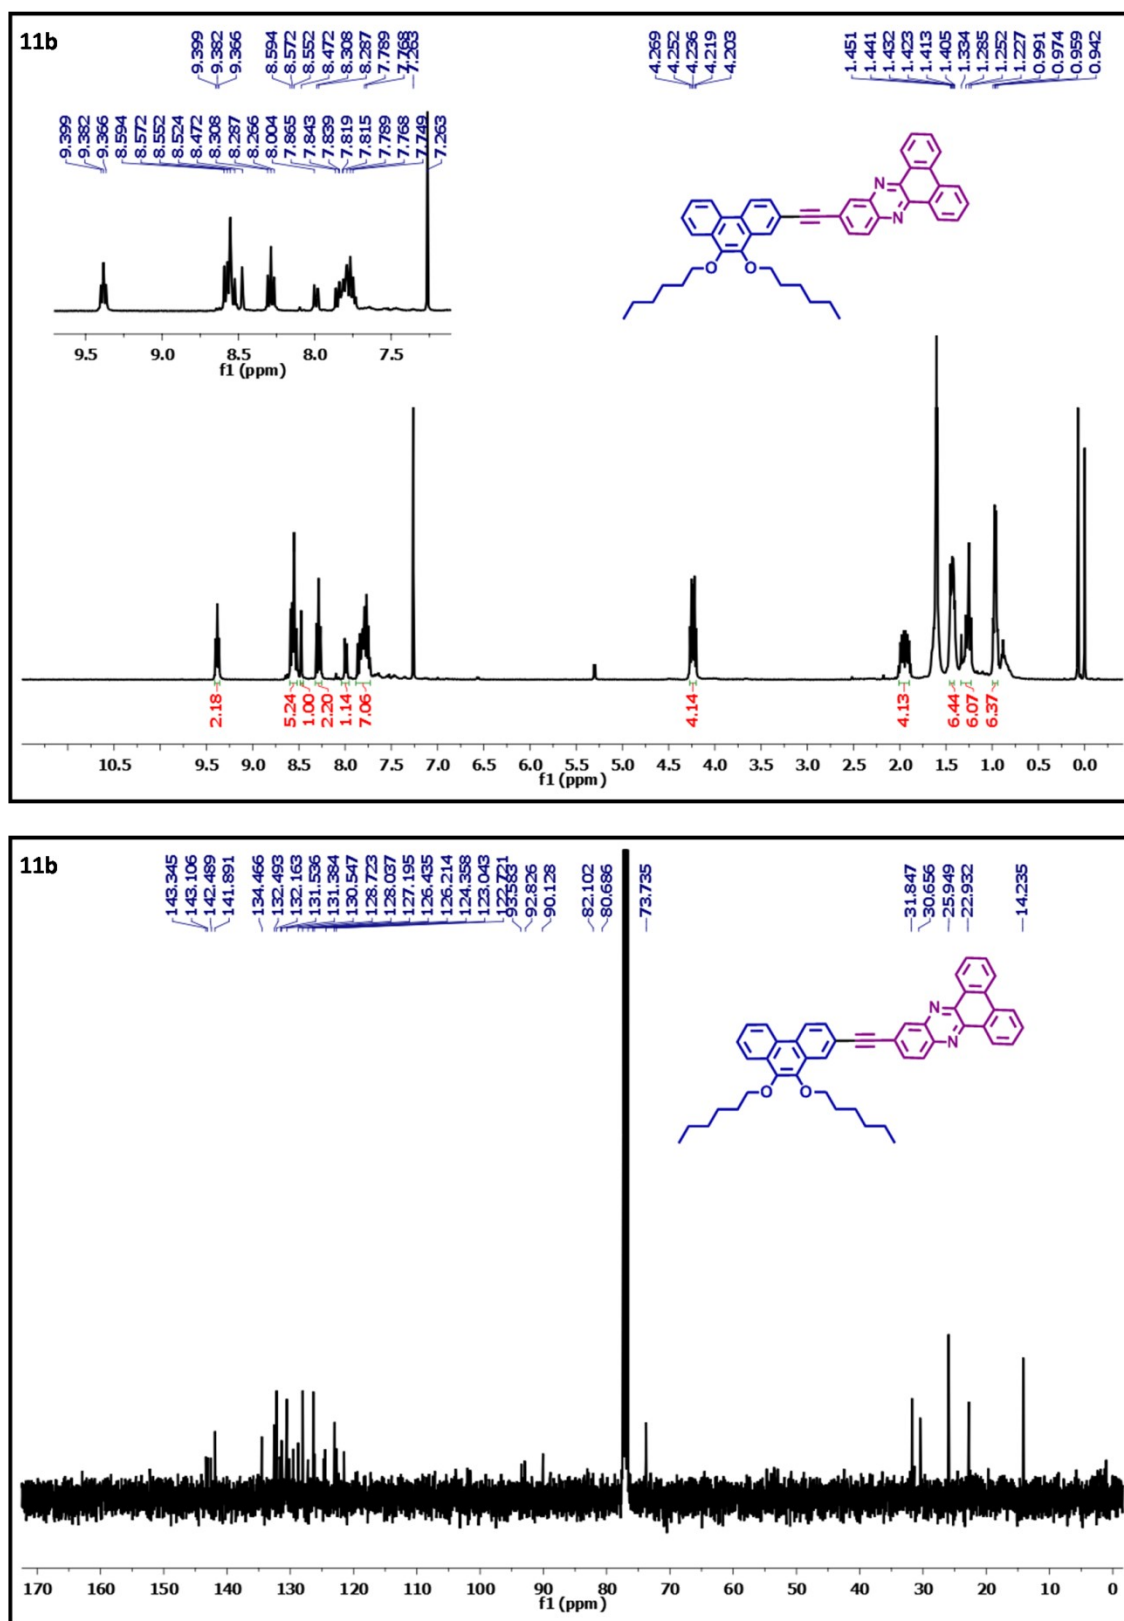 11b
9.399 9.382 9.366 8.594 8.572 8.552 8.472 8.308 8.287 7.789 7.768 7.263
4.269 4.252 4.236 4.219 4.203
1.451 1.441 1.432 1.423 1.413 1.405 1.334 1.285 1.252 1.227 0.991 0.974 0.959 0.942
9.399 9.382 9.366 8.594 8.572 8.552 8.524 8.472 8.308 8.287 8.266 8.004 7.865 7.843 7.839 7.819 7.815 7.789 7.768 7.749 7.263
N
N
O
O
9.5 9.0 8.5 8.0 7.5
f1 (ppm)
2.18 5.24 1.00 2.20 1.14 7.06 4.14 4.13 6.44 6.07 6.37
10.5 9.5 9.0 8.5 8.0 7.5 7.0 6.5 6.0 5.5 5.0 4.5 4.0 3.5 3.0 2.5 2.0 1.5 1.0 0.5 0.0
f1 (ppm)
11b
143.345 143.106 142.489 141.891 134.466 132.493 132.163 131.536 131.384 130.547 128.723 128.037 127.195 126.435 126.214 124.358 123.043 122.721 93.583 92.826 90.128 82.102 80.686 73.735
31.847 30.656 25.949 22.932 14.235
N
N
O
O
170 160 150 140 130 120 110 100 90 80 70 60 50 40 30 20 10 0
f1 (ppm)